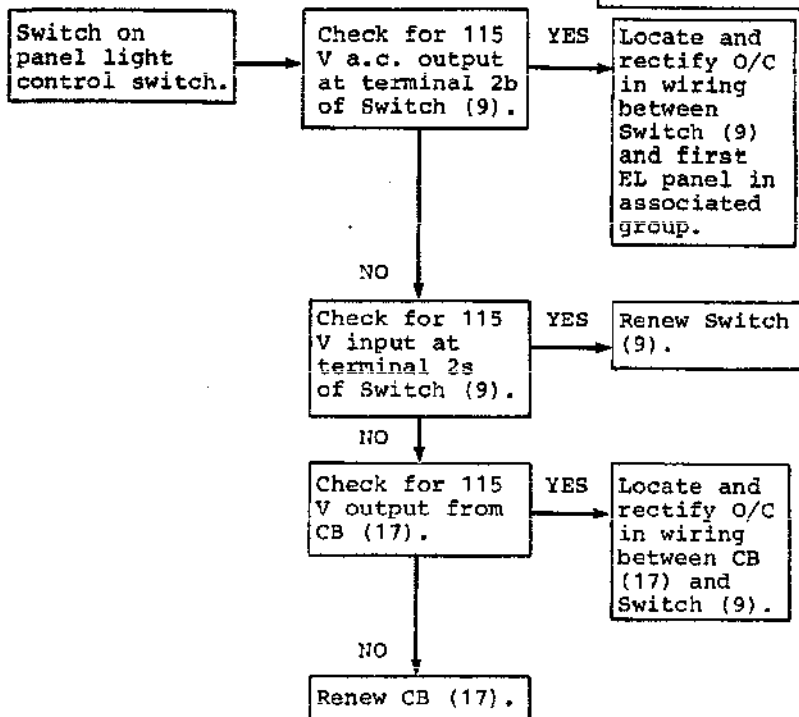 Switch on
panel light
control switch.
Check for 115
V a.c. output
at terminal 2b
of Switch (9).
YES
Locate and
rectify O/C
in wiring
between
Switch (9)
and first
EL panel in
associated
group.
NO
Check for 115
V input at
terminal 2s
of Switch (9).
YES
Renew Switch
(9).
NO
Check for 115
V output from
CB (17).
YES
Locate and
rectify O/C
in wiring
between CB
(17) and
Switch (9).
NO
Renew CB (17).